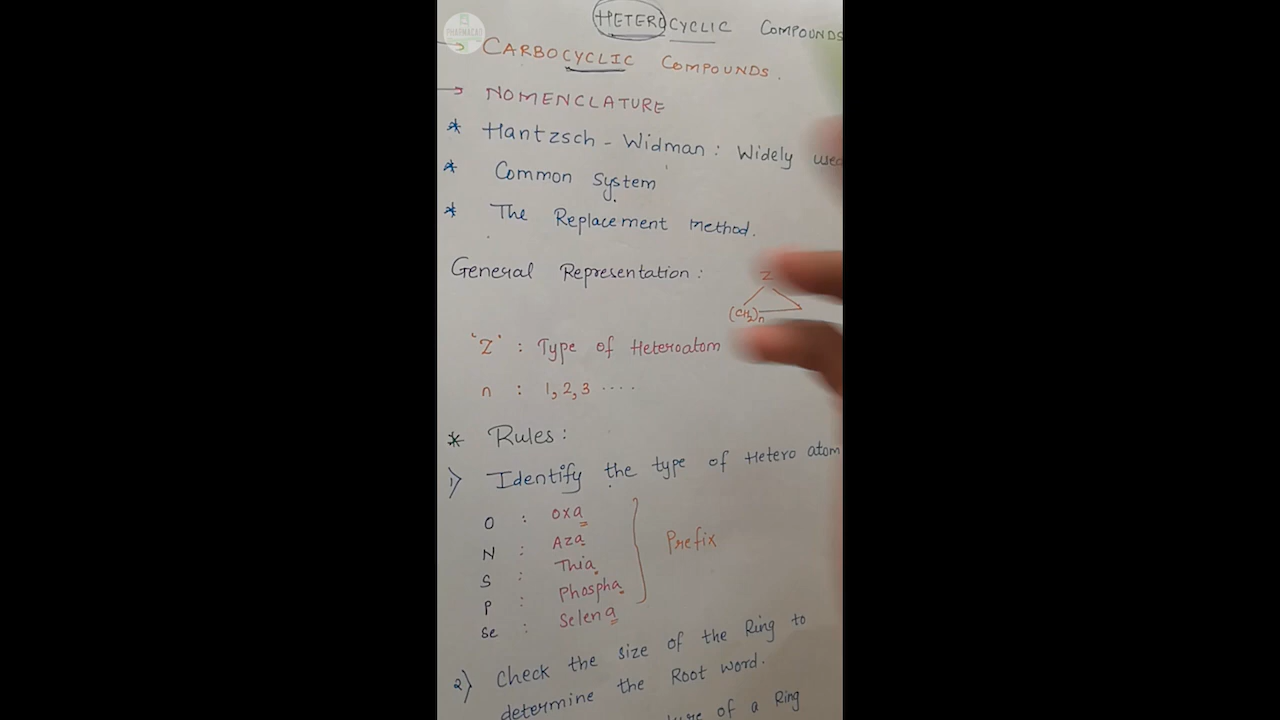 HETEROCYCLIC COMPOUNDS
→ CARBOCYCLIC COMPOUNDS.
→ NOMENCLATURE
* Hantzsch - Widman: Widely used
* Common System
* The Replacement Method.
General Representation:
Z
(CH2)n
'Z' : Type of Heteroatom
n : 1, 2, 3 ....
* Rules:
1) Identify the type of Hetero atom
O : oxa
N : Aza
S : Thia
P : Phospha
Se : Selena
Prefix
2) Check the size of the Ring to
determine the Root word.
of a Ring